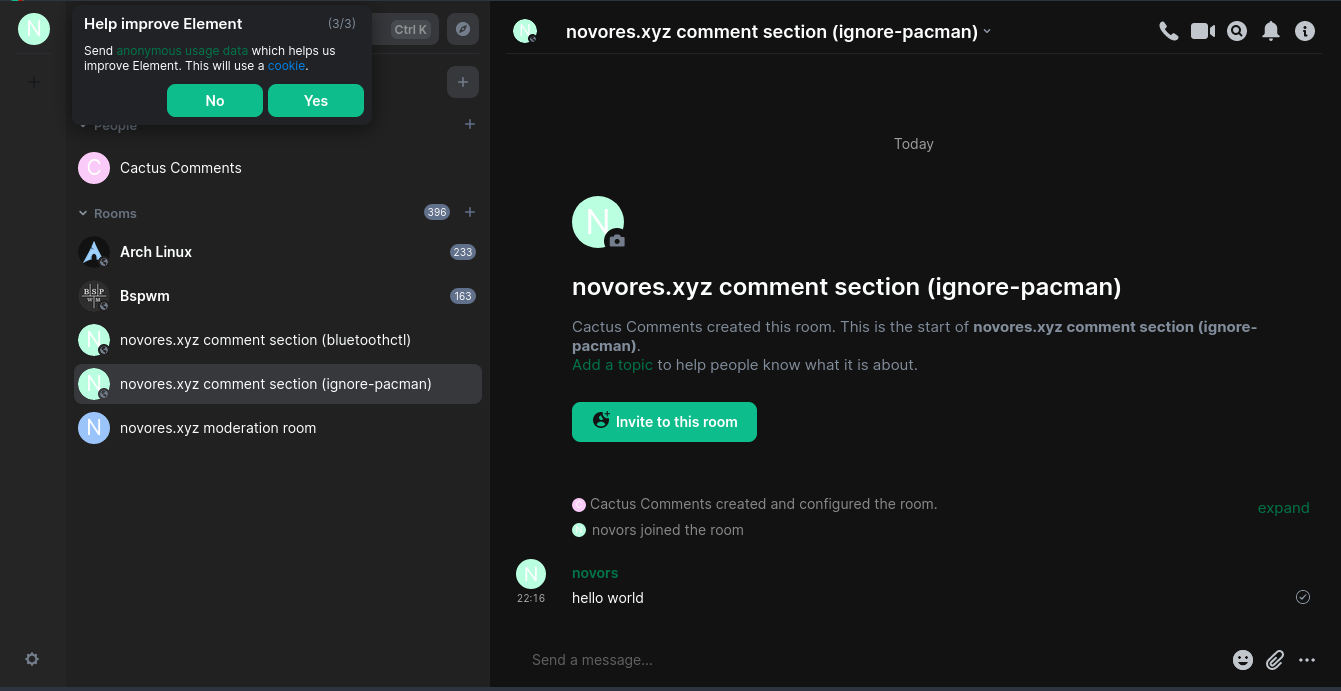 N
Help improve Element (3/3)
Send anonymous usage data which helps us
improve Element. This will use a cookie.
No Yes
Ctrl K
People
C Cactus Comments
Rooms 396
Arch Linux 233
BSP
WM
Bspwm 163
N novores.xyz comment section (bluetoothctl)
N novores.xyz comment section (ignore-pacman)
N novores.xyz moderation room
N novores.xyz comment section (ignore-pacman)
Today
N
novores.xyz comment section (ignore-pacman)
Cactus Comments created this room. This is the start of novores.xyz comment section (ignore-
pacman).
Add a topic to help people know what it is about.
Invite to this room
Cactus Comments created and configured the room.
expand
novors joined the room
N novors
22:16 hello world
Send a message...